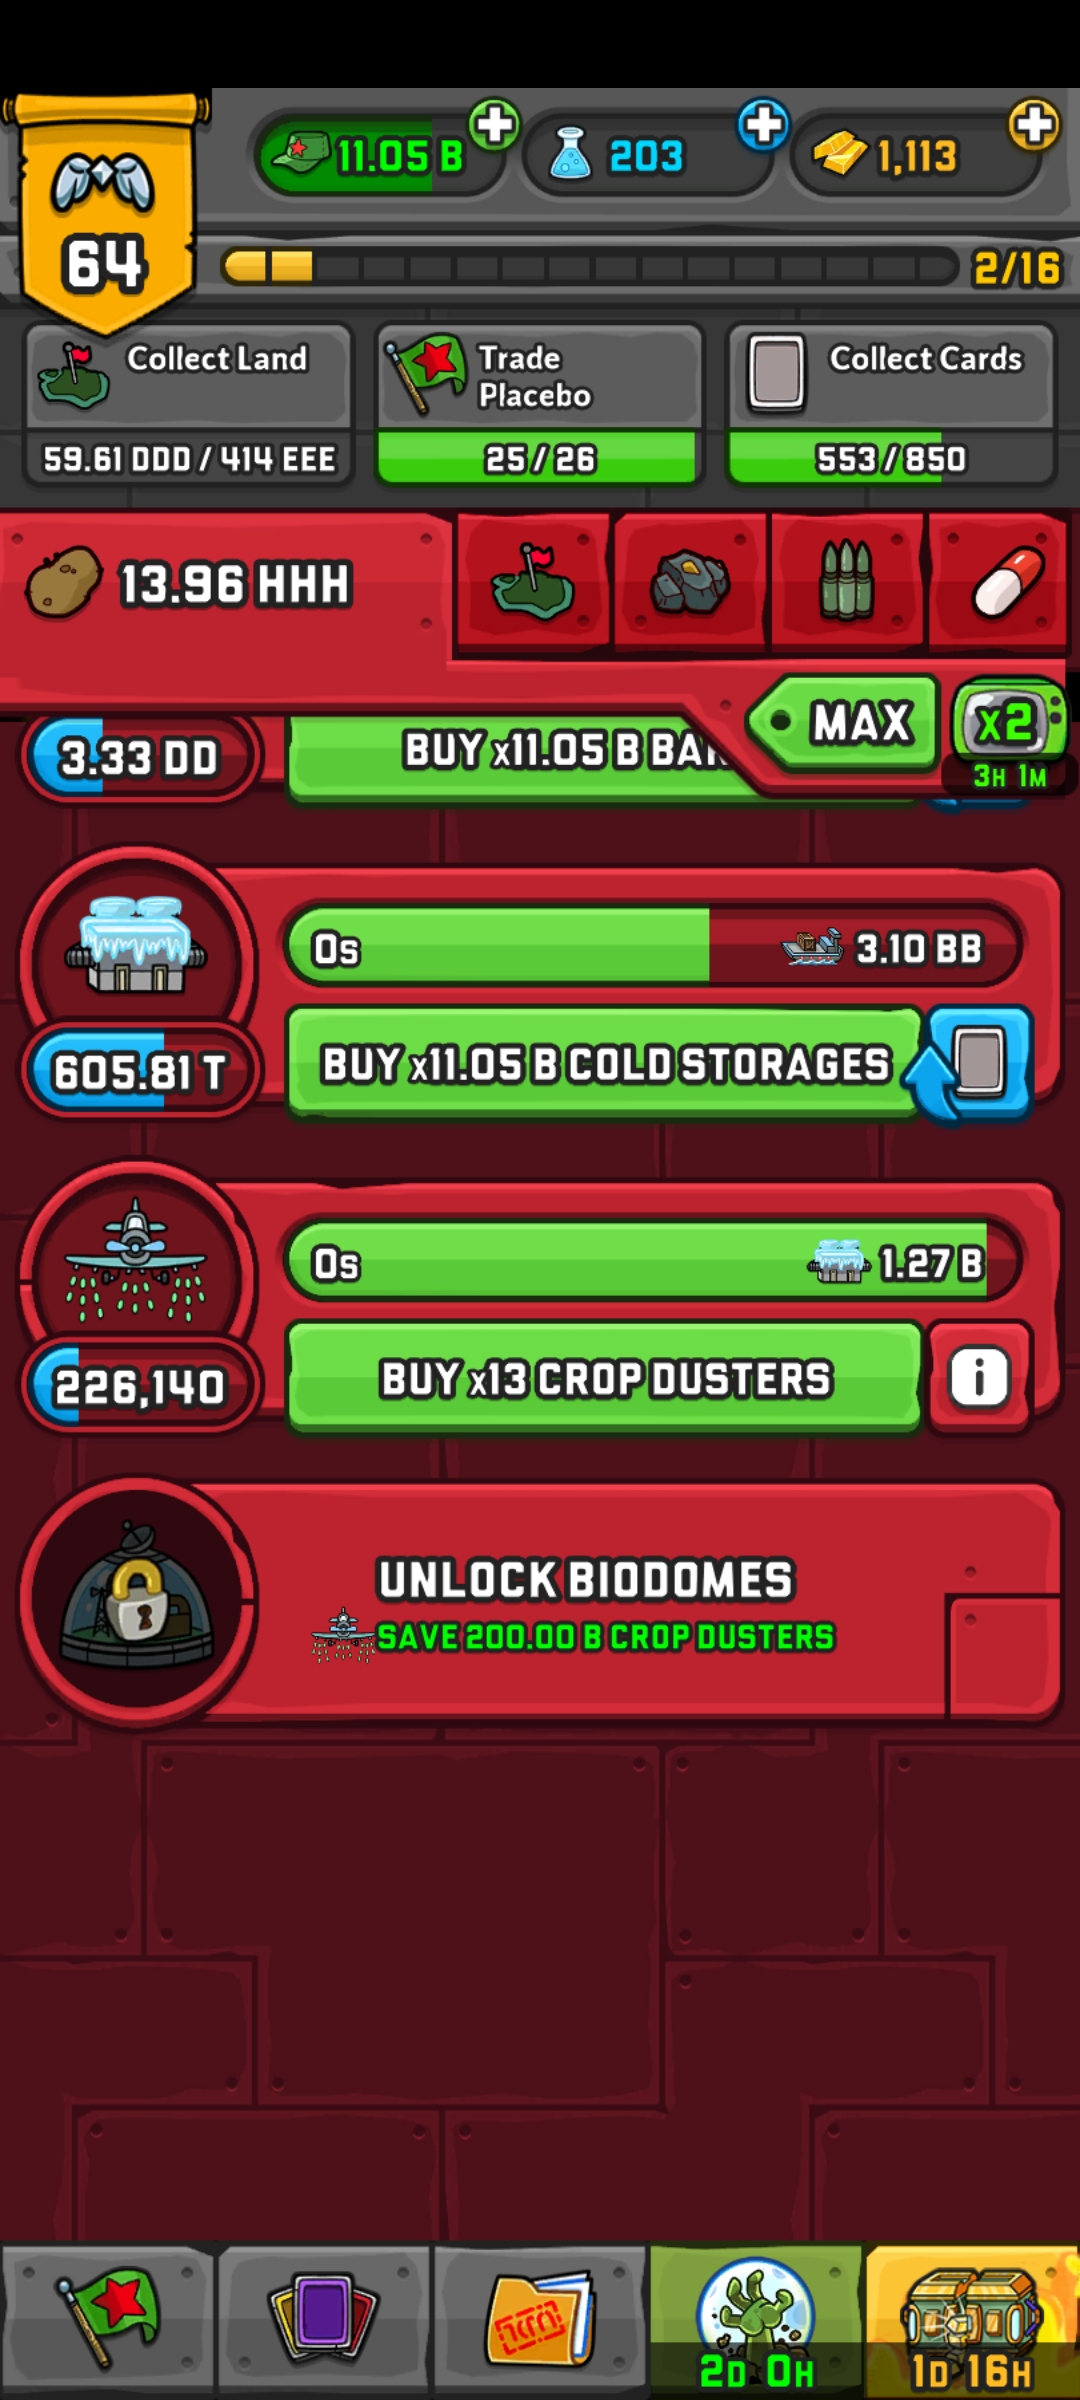 11.05 B
203
1,113
64
2/16
Collect Land
59.61 DDD / 414 EEE
Trade
Placebo
25 / 26
Collect Cards
553 / 850
13.96 HHH
MAX
x2
3H 1M
3.33 DD
BUY x11.05 B
0s
3.10 BB
605.81 T
BUY x11.05 B COLD STORAGES
0s
1.27 B
226,140
BUY x13 CROP DUSTERS
i
UNLOCK BIODOMES
SAVE 200.00 B CROP DUSTERS
2D 0H
1D 16H